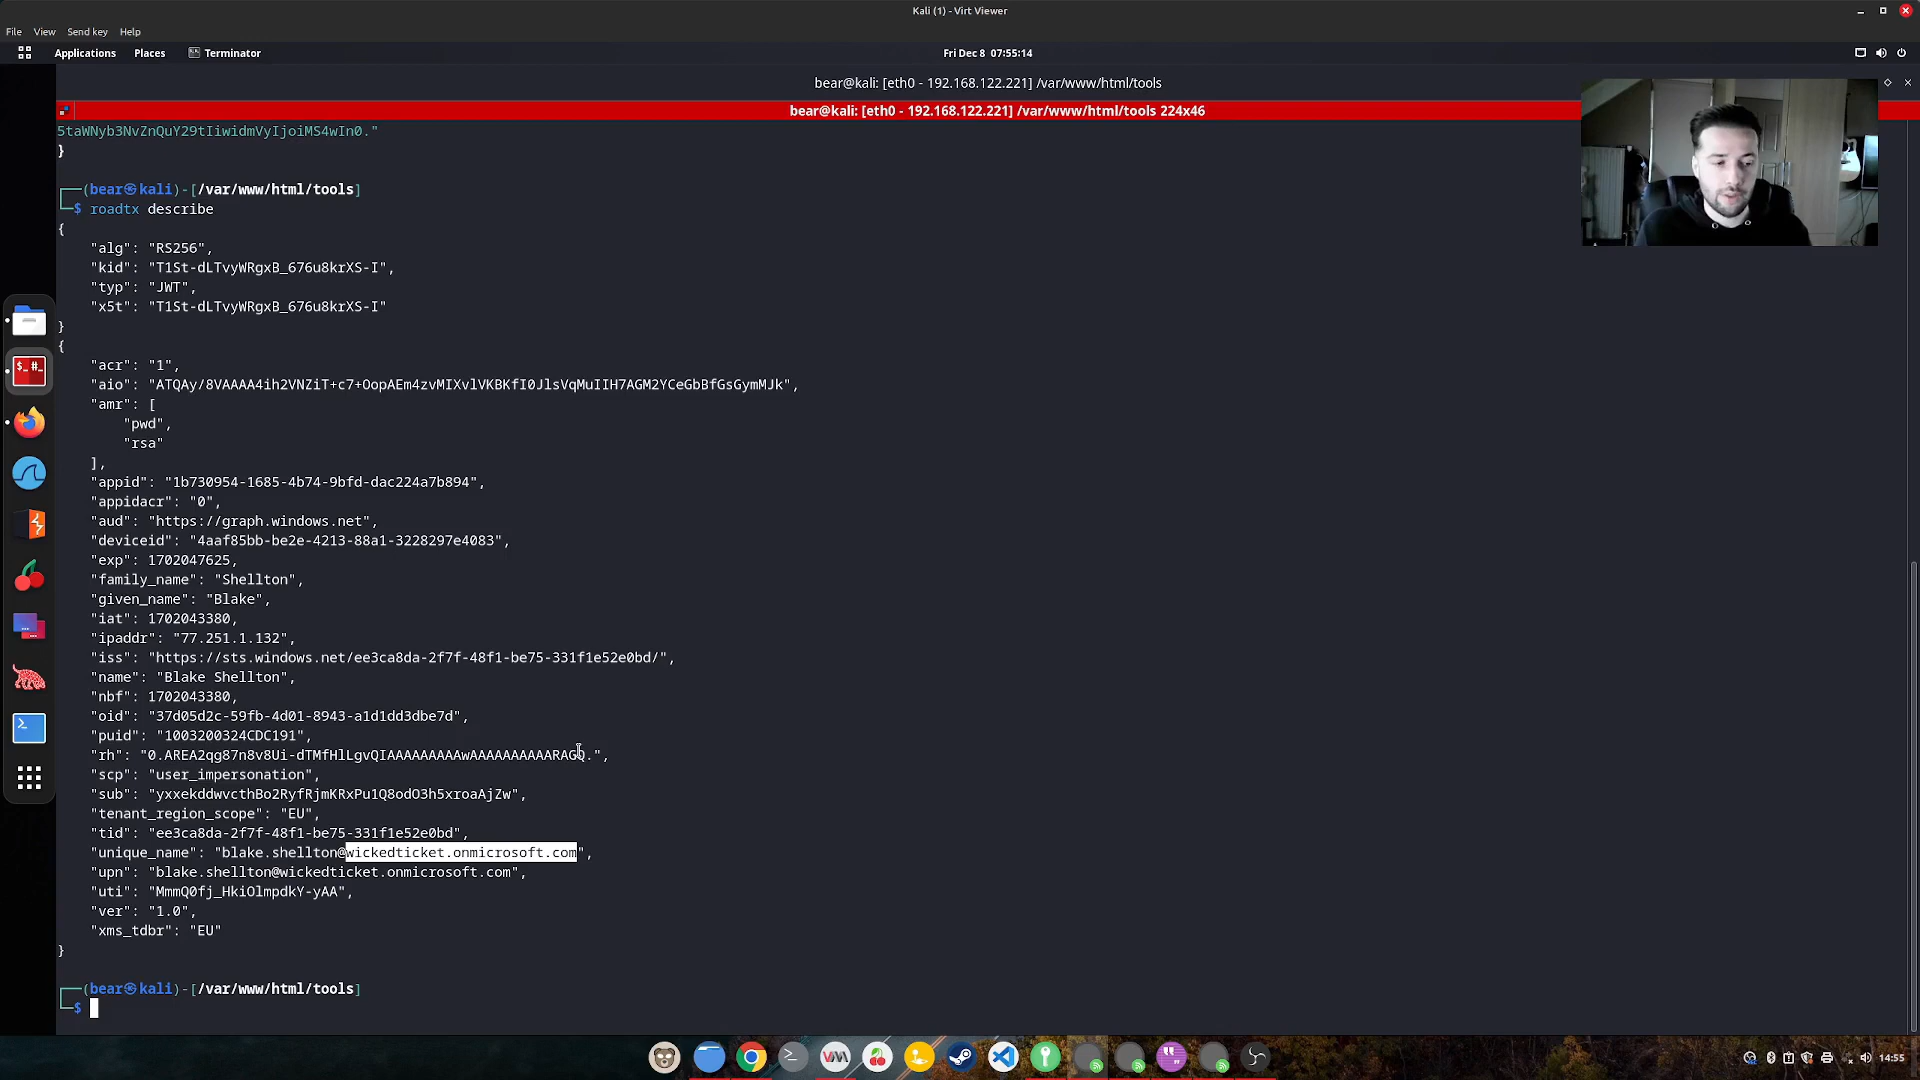 Kali (1) - Virt Viewer
File View Send key Help
Applications Places Terminator
Fri Dec 8 07:55:14
bear@kali: [eth0 - 192.168.122.221] /var/www/html/tools
bear@kali: [eth0 - 192.168.122.221] /var/www/html/tools 224x46
5taWNyb3NvZnQuY29tIiwidmVyIjoiMS4wIn0."
}
┌──(bear㉿kali)-[/var/www/html/tools]
└─$ roadtx describe
{
"alg": "RS256",
"kid": "T1St-dLTvyWRgxB_676u8krXS-I",
"typ": "JWT",
"x5t": "T1St-dLTvyWRgxB_676u8krXS-I"
}
{
"acr": "1",
"aio": "ATQAy/8VAAAA4ih2VNZiT+c7+OopAEm4zvMIXvlVKBKfI0JlsVqMuIIH7AGM2YCeGbBfGsGymMJk",
"amr": [
"pwd",
"rsa"
],
"appid": "1b730954-1685-4b74-9bfd-dac224a7b894",
"appidacr": "0",
"aud": "https://graph.windows.net",
"deviceid": "4aaf85bb-be2e-4213-88a1-3228297e4083",
"exp": 1702047625,
"family_name": "Shellton",
"given_name": "Blake",
"iat": 1702043380,
"ipaddr": "77.251.1.132",
"iss": "https://sts.windows.net/ee3ca8da-2f7f-48f1-be75-331f1e52e0bd/",
"name": "Blake Shellton",
"nbf": 1702043380,
"oid": "37d05d2c-59fb-4d01-8943-a1d1dd3dbe7d",
"puid": "1003200324CDC191",
"rh": "0.AREA2qg87n8v8Ui-dTMfHlLgvQIAAAAAAAAAwAAAAAAAAAARAGQ.",
"scp": "user_impersonation",
"sub": "yxxekddwvcthBo2RyfRjmKRxPu1Q8odO3h5xroaAjZw",
"tenant_region_scope": "EU",
"tid": "ee3ca8da-2f7f-48f1-be75-331f1e52e0bd",
"unique_name": "blake.shellton@wickedticket.onmicrosoft.com",
"upn": "blake.shellton@wickedticket.onmicrosoft.com",
"uti": "MmmQ0fj_HkiOlmpdkY-yAA",
"ver": "1.0",
"xms_tdbr": "EU"
}
┌──(bear㉿kali)-[/var/www/html/tools]
└─$
14:55